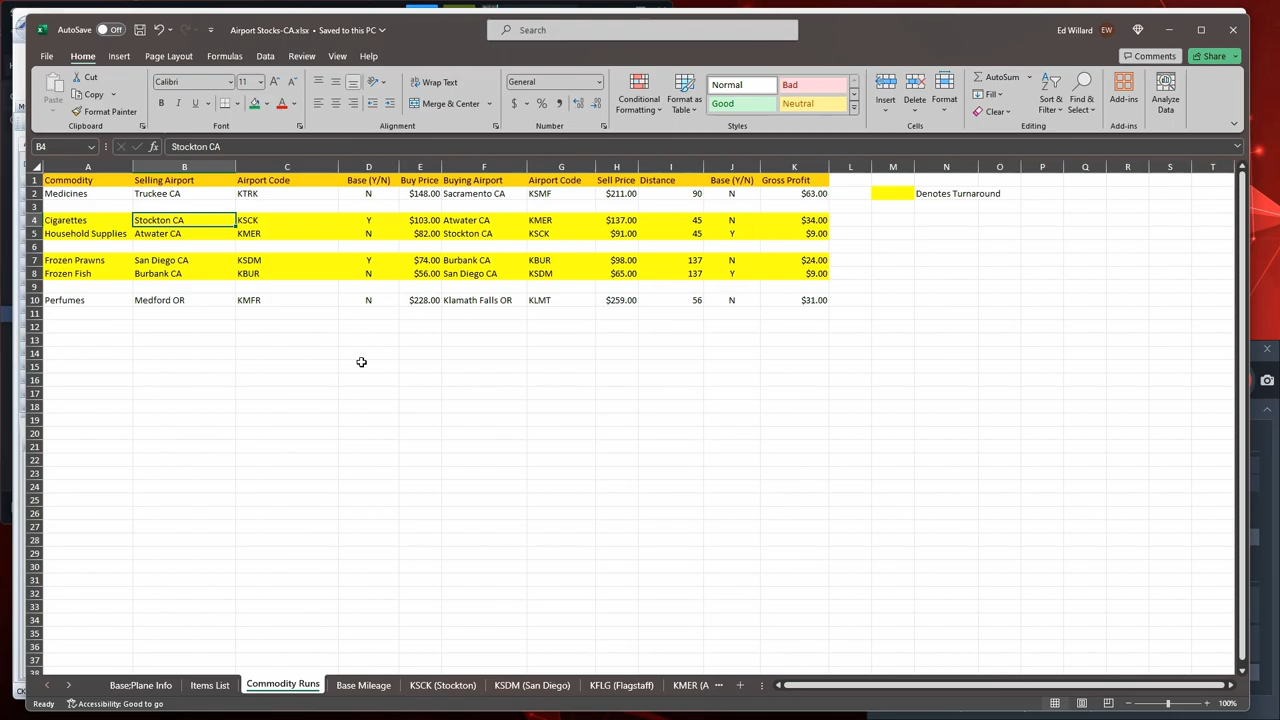 AutoSave Off Airport Stocks-CA.xlsx • Saved to this PC Search Ed Willard EW
File Home Insert Page Layout Formulas Data Review View Help Comments Share
Paste Cut Copy Format Painter Calibri 11 A A Wrap Text General Conditional Formatting Format as Table Normal Bad Insert Delete Format AutoSum Sort & Filter Find & Select Add-ins Analyze Data
B I U A Merge & Center $ % Good Neutral Fill Clear
Clipboard Font Alignment Number Styles Cells Editing Add-ins
B4 fx Stockton CA
A B C D E F G H I J K L M N O P Q R S T
1 Commodity Selling Airport Airport Code Base (Y/N) Buy Price Buying Airport Airport Code Sell Price Distance Base (Y/N) Gross Profit
2 Medicines Truckee CA KTRK N $148.00 Sacramento CA KSMF $211.00 90 N $63.00 Denotes Turnaround
3
4 Cigarettes Stockton CA KSCK Y $103.00 Atwater CA KMER $137.00 45 N $34.00
5 Household Supplies Atwater CA KMER N $82.00 Stockton CA KSCK $91.00 45 Y $9.00
6
7 Frozen Prawns San Diego CA KSDM Y $74.00 Burbank CA KBUR $98.00 137 N $24.00
8 Frozen Fish Burbank CA KBUR N $56.00 San Diego CA KSDM $65.00 137 Y $9.00
9
10 Perfumes Medford OR KMFR N $228.00 Klamath Falls OR KLMT $259.00 56 N $31.00
11
12
13
14
15
16
17
18
19
20
21
22
23
24
25
26
27
28
29
30
31
32
33
34
35
36
37
38
Base;Plane Info Items List Commodity Runs Base Mileage KSCK (Stockton) KSDM (San Diego) KFLG (Flagstaff) KMER (A ...
Ready Accessibility: Good to go 100%